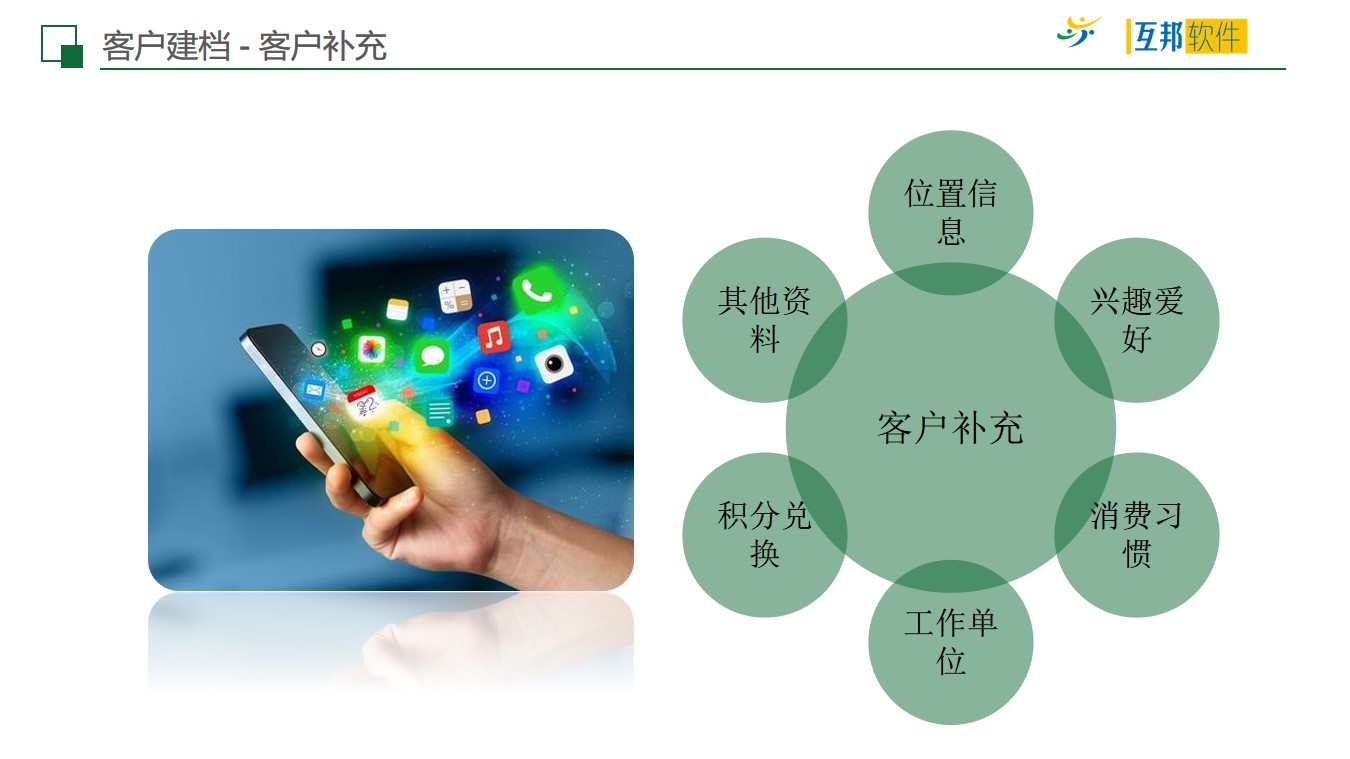 客户建档 - 客户补充
互邦软件
位置信
息
其他资
料
兴趣爱
好
客户补充
积分兑
换
消费习
惯
工作单
位